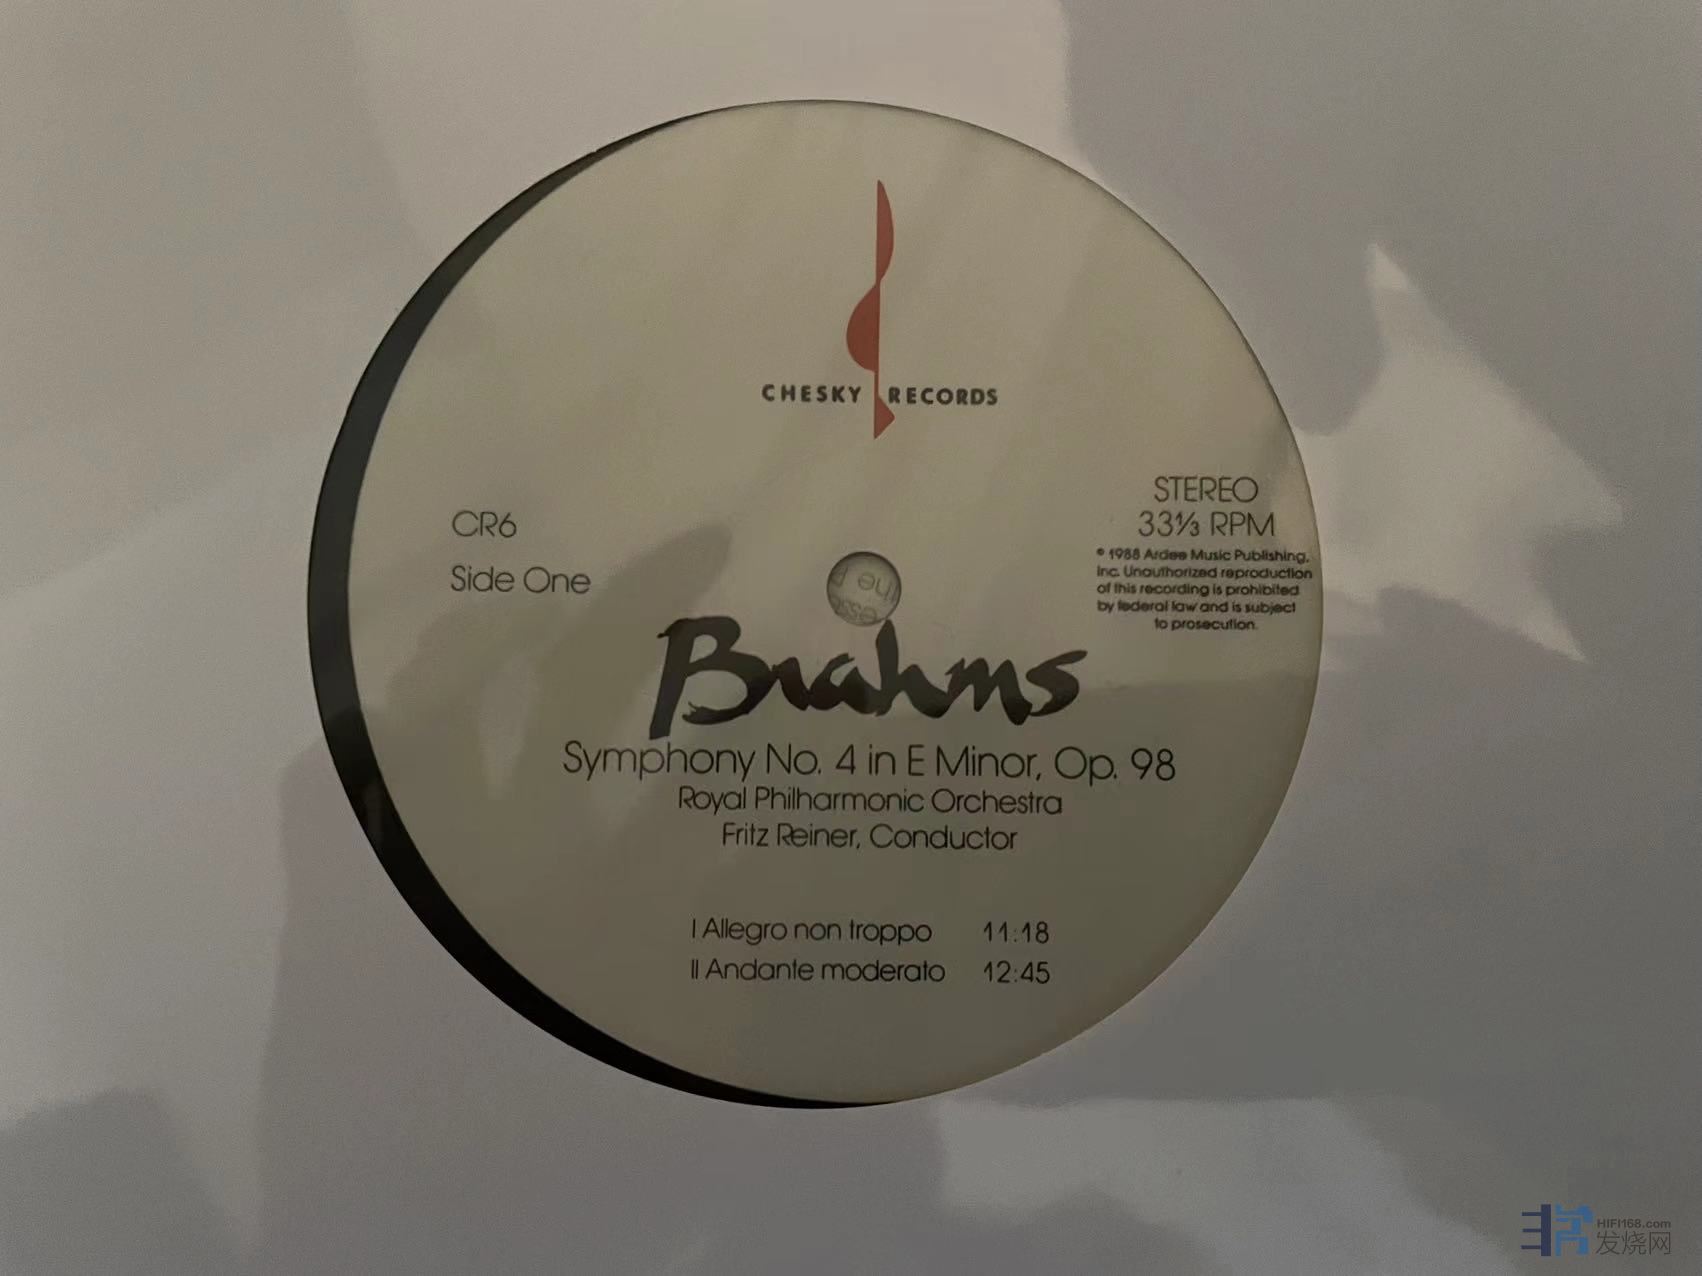 CHESKY RECORDS
CR6
Side One
STEREO
33⅓ RPM
© 1988 Ardee Music Publishing,
Inc. Unauthorized reproduction
of this recording is prohibited
by federal law and is subject
to prosecution.
the
Brahms
Symphony No. 4 in E Minor, Op. 98
Royal Philharmonic Orchestra
Fritz Reiner, Conductor
I Allegro non troppo 11:18
II Andante moderato 12:45
HIFI168.com
发烧网